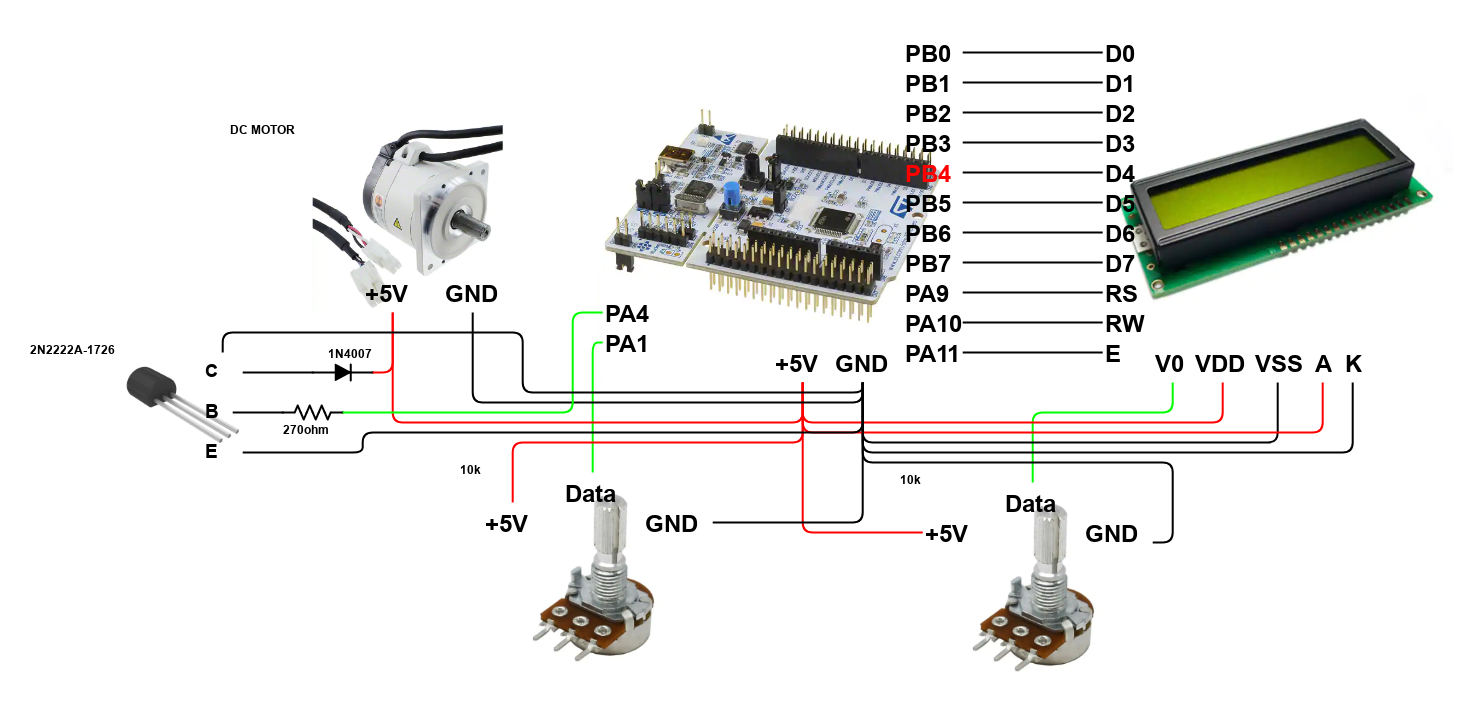 PB0 D0
PB1 D1
PB2 D2
DC MOTOR
PB3 D3
PB4 D4
PB5 D5
PB6 D6
PB7 D7
+5V GND
PA9 RS
PA4
PA10 RW
PA1
2N2222A-1726
1N4007
PA11 E
+5V GND
V0 VDD VSS A K
C
B
270ohm
E
10k
10k
Data
Data
+5V
GND
+5V
GND